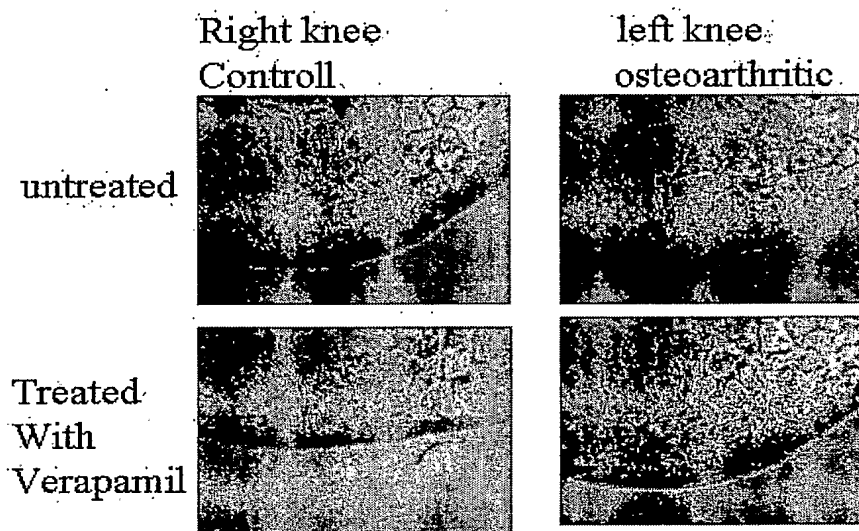 Right knee
Controll
left knee
osteoarthritic
untreated
Treated
With
Verapamil